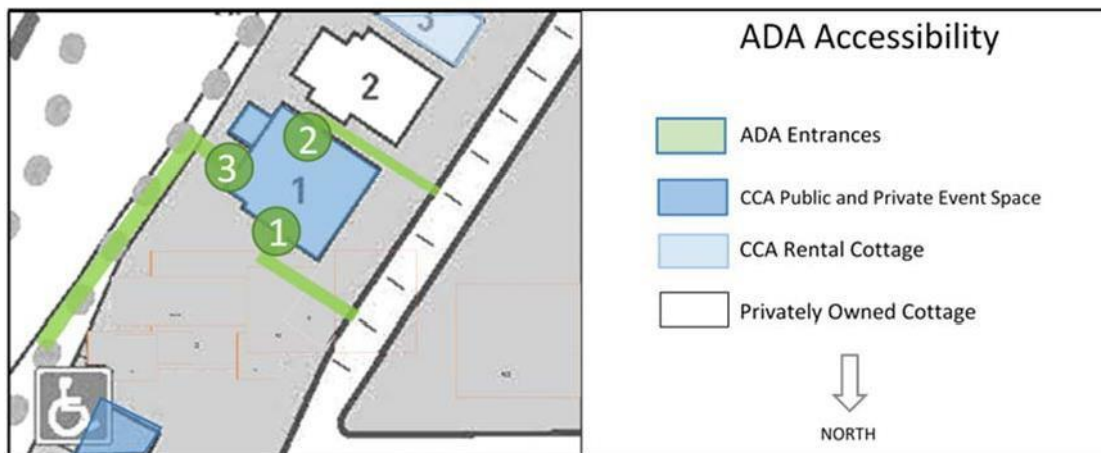 3
2
2
3
1
1
ADA Accessibility
ADA Entrances
CCA Public and Private Event Space
CCA Rental Cottage
Privately Owned Cottage
NORTH